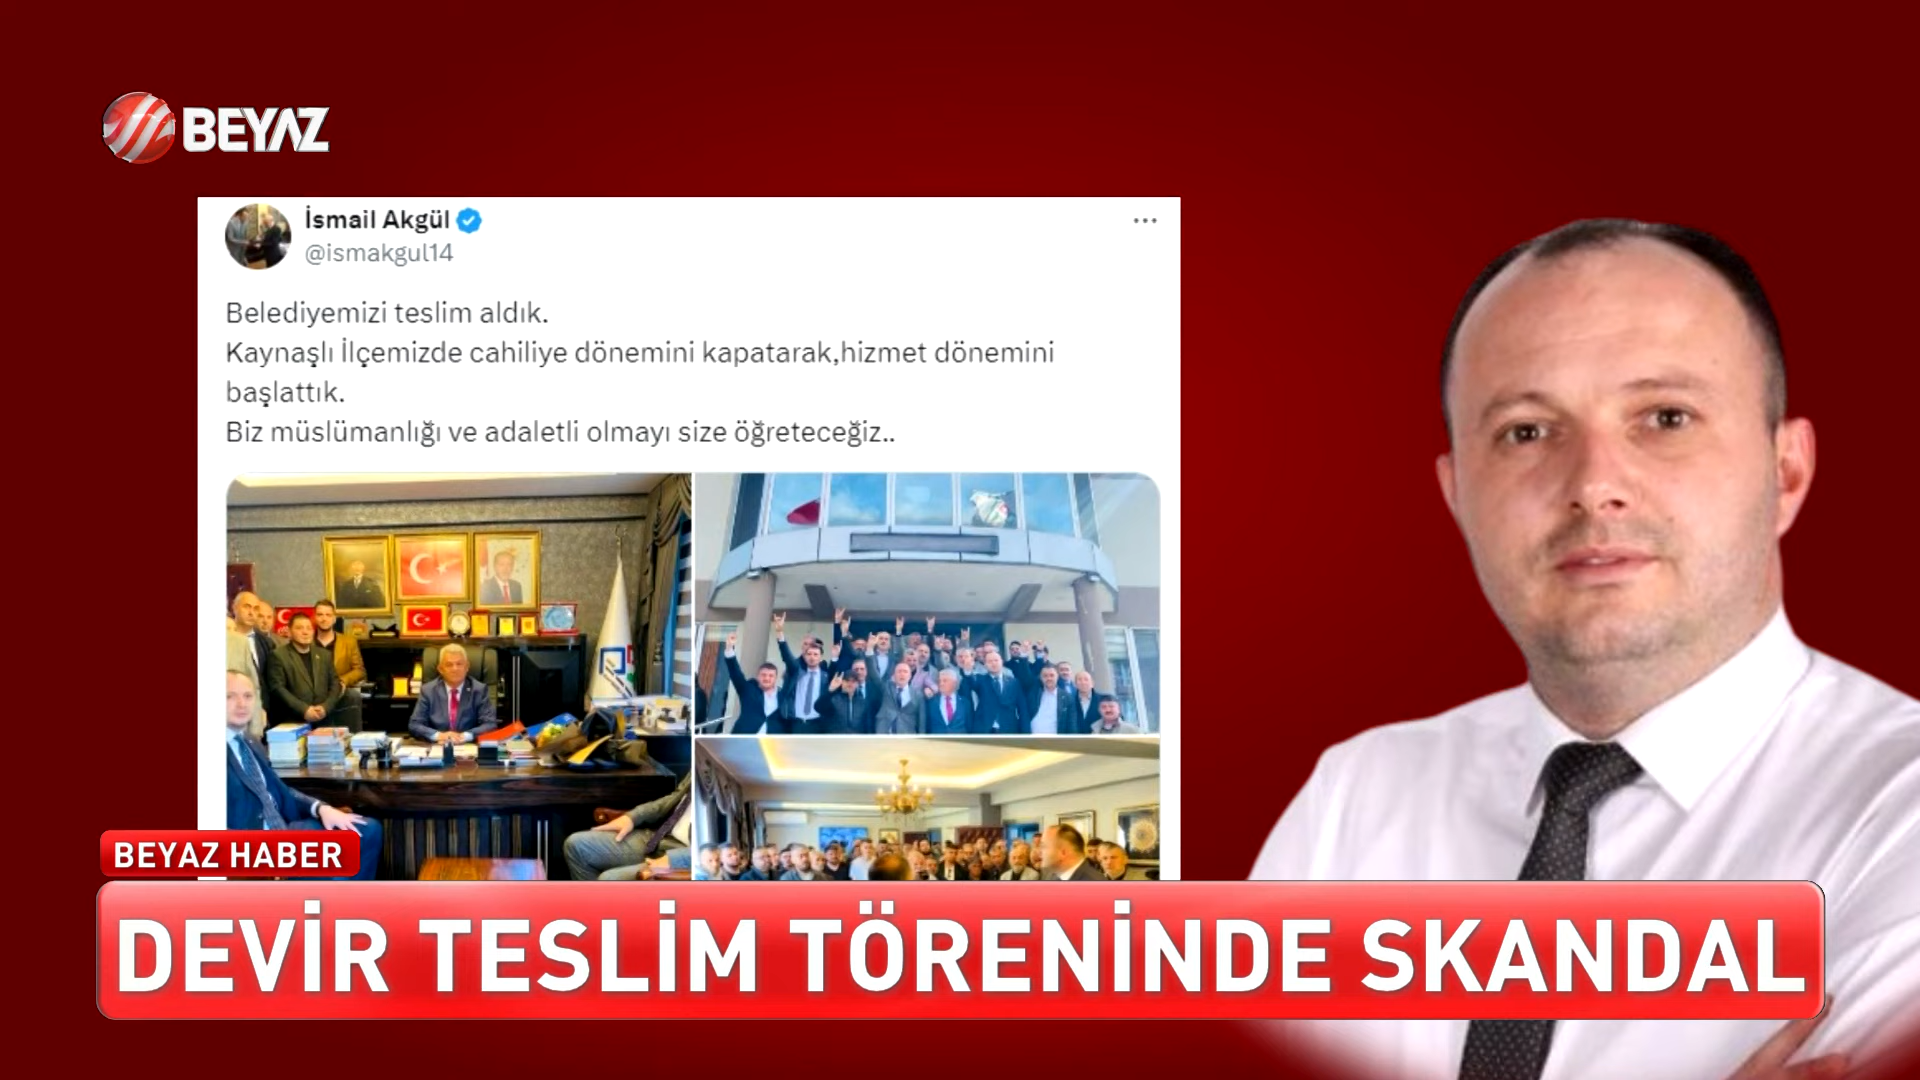 BEYAZ
İsmail Akgül
@ismakgul14
Belediyemizi teslim aldık.
Kaynaşlı İlçemizde cahiliye dönemini kapatarak,hizmet dönemini
başlattık.
Biz müslümanlığı ve adaletli olmayı size öğreteceğiz..
BEYAZ HABER
DEVİR TESLİM TÖRENİNDE SKANDAL